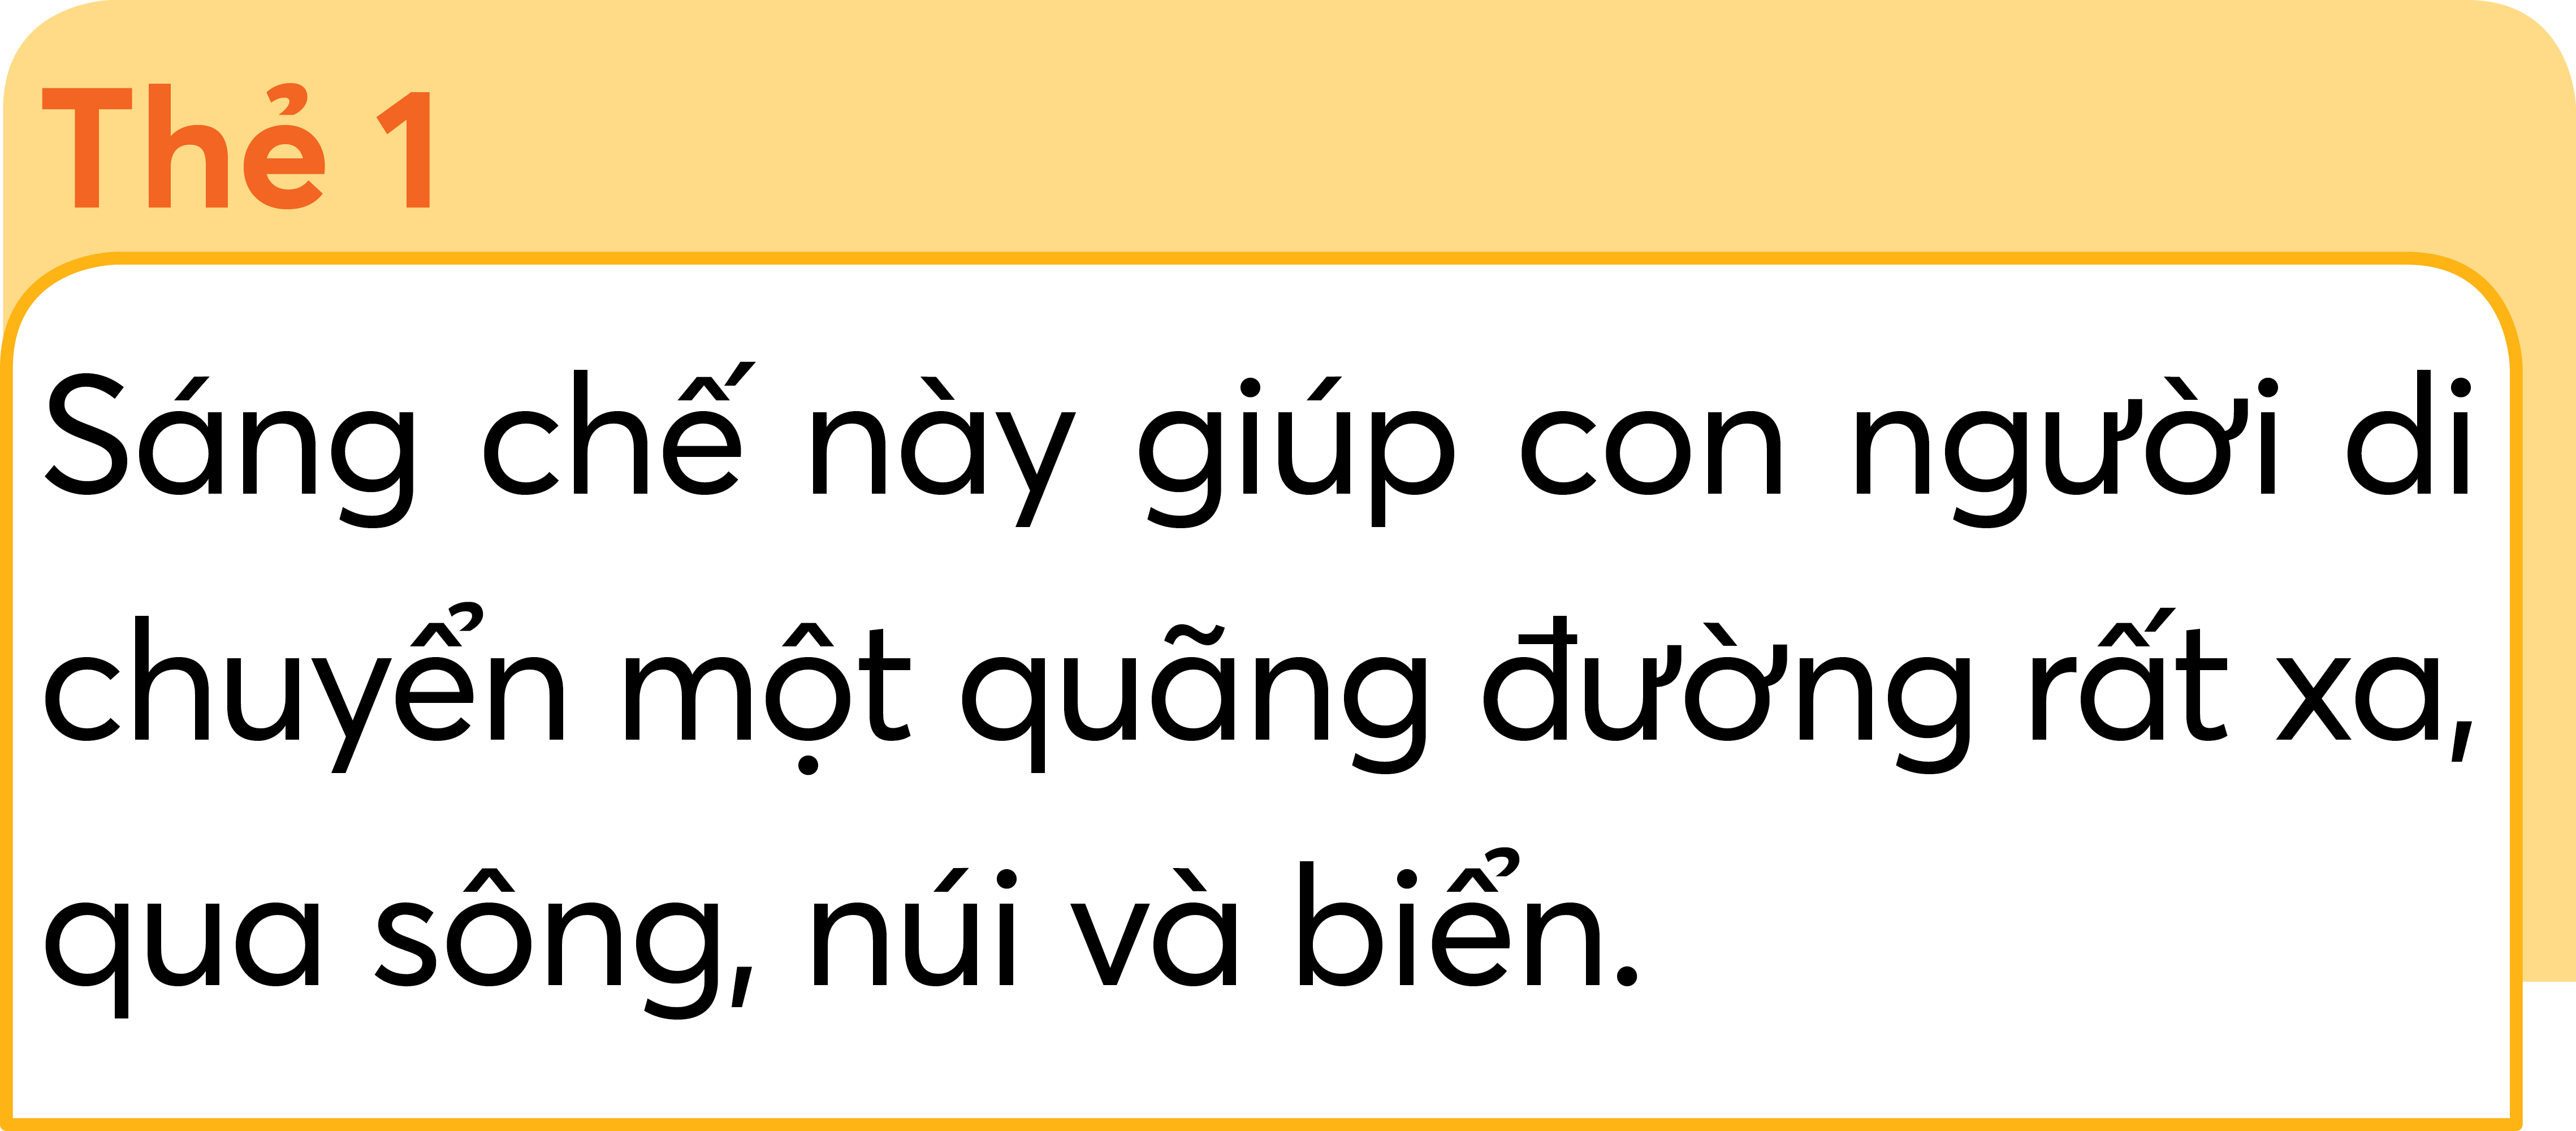 Thẻ 1
Sáng chế này giúp con người di
chuyển một quãng đường rất xa,
qua sông, núi và biển.